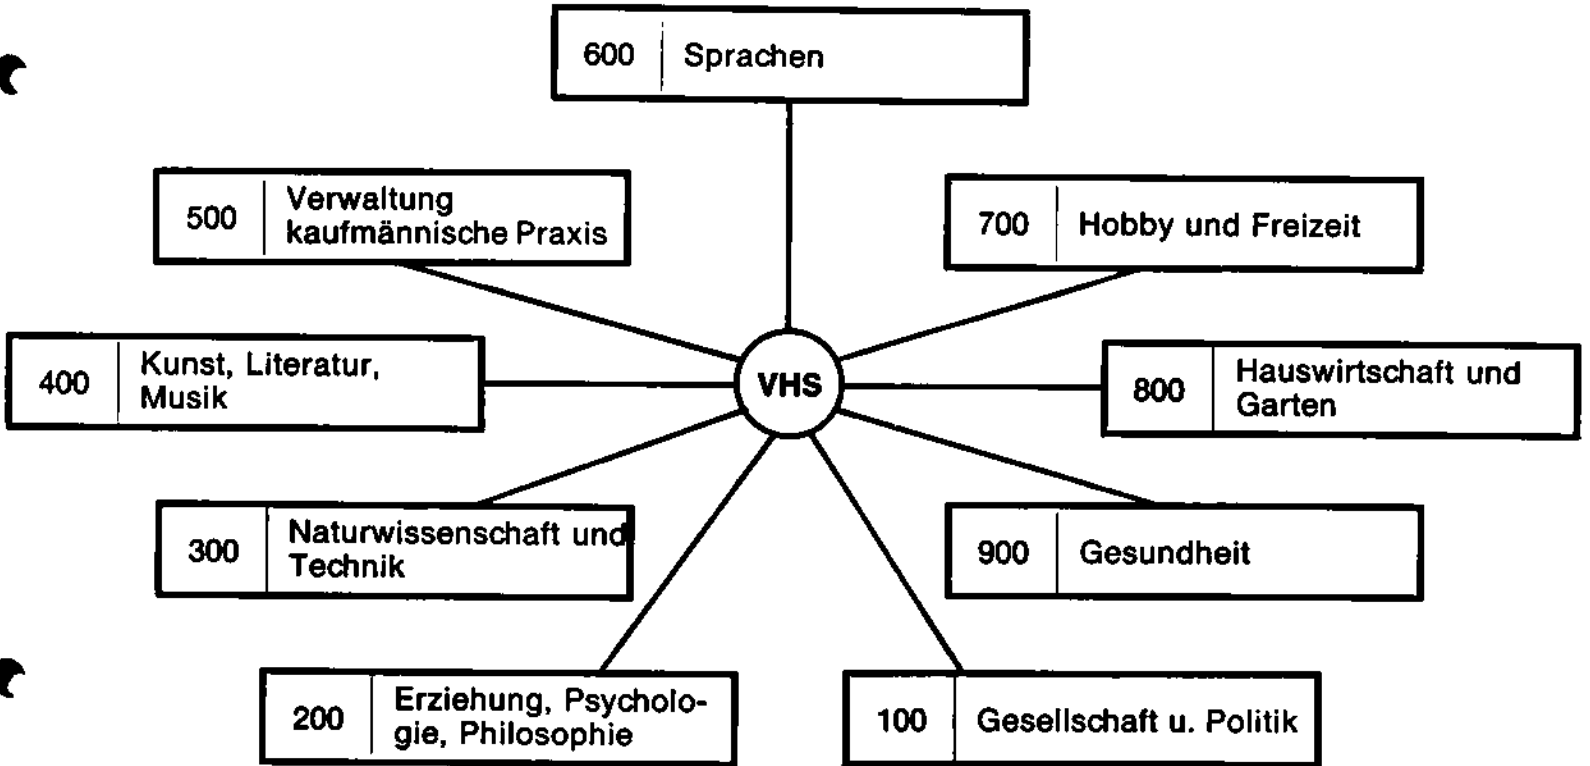 600 Sprachen
500 Verwaltung
kaufmännische Praxis
700 Hobby und Freizeit
400 Kunst, Literatur,
Musik
VHS
800 Hauswirtschaft und
Garten
300 Naturwissenschaft und
Technik
900 Gesundheit
200 Erziehung, Psycholo-
gie, Philosophie
100 Gesellschaft u. Politik